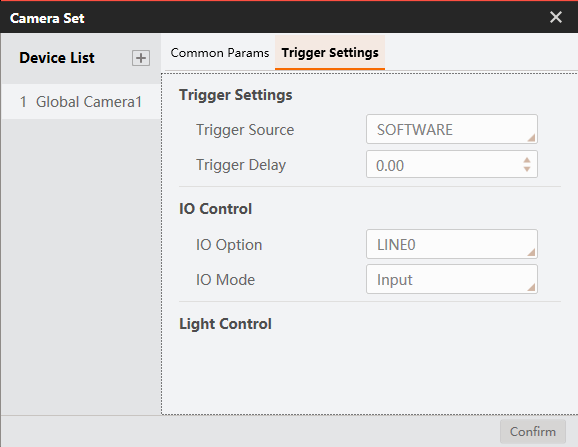 Camera Set
Device List
1 Global Camera1
Common Params
Trigger Settings
Trigger Settings
Trigger Source SOFTWARE
Trigger Delay 0.00
IO Control
IO Option LINE0
IO Mode Input
Light Control
Confirm